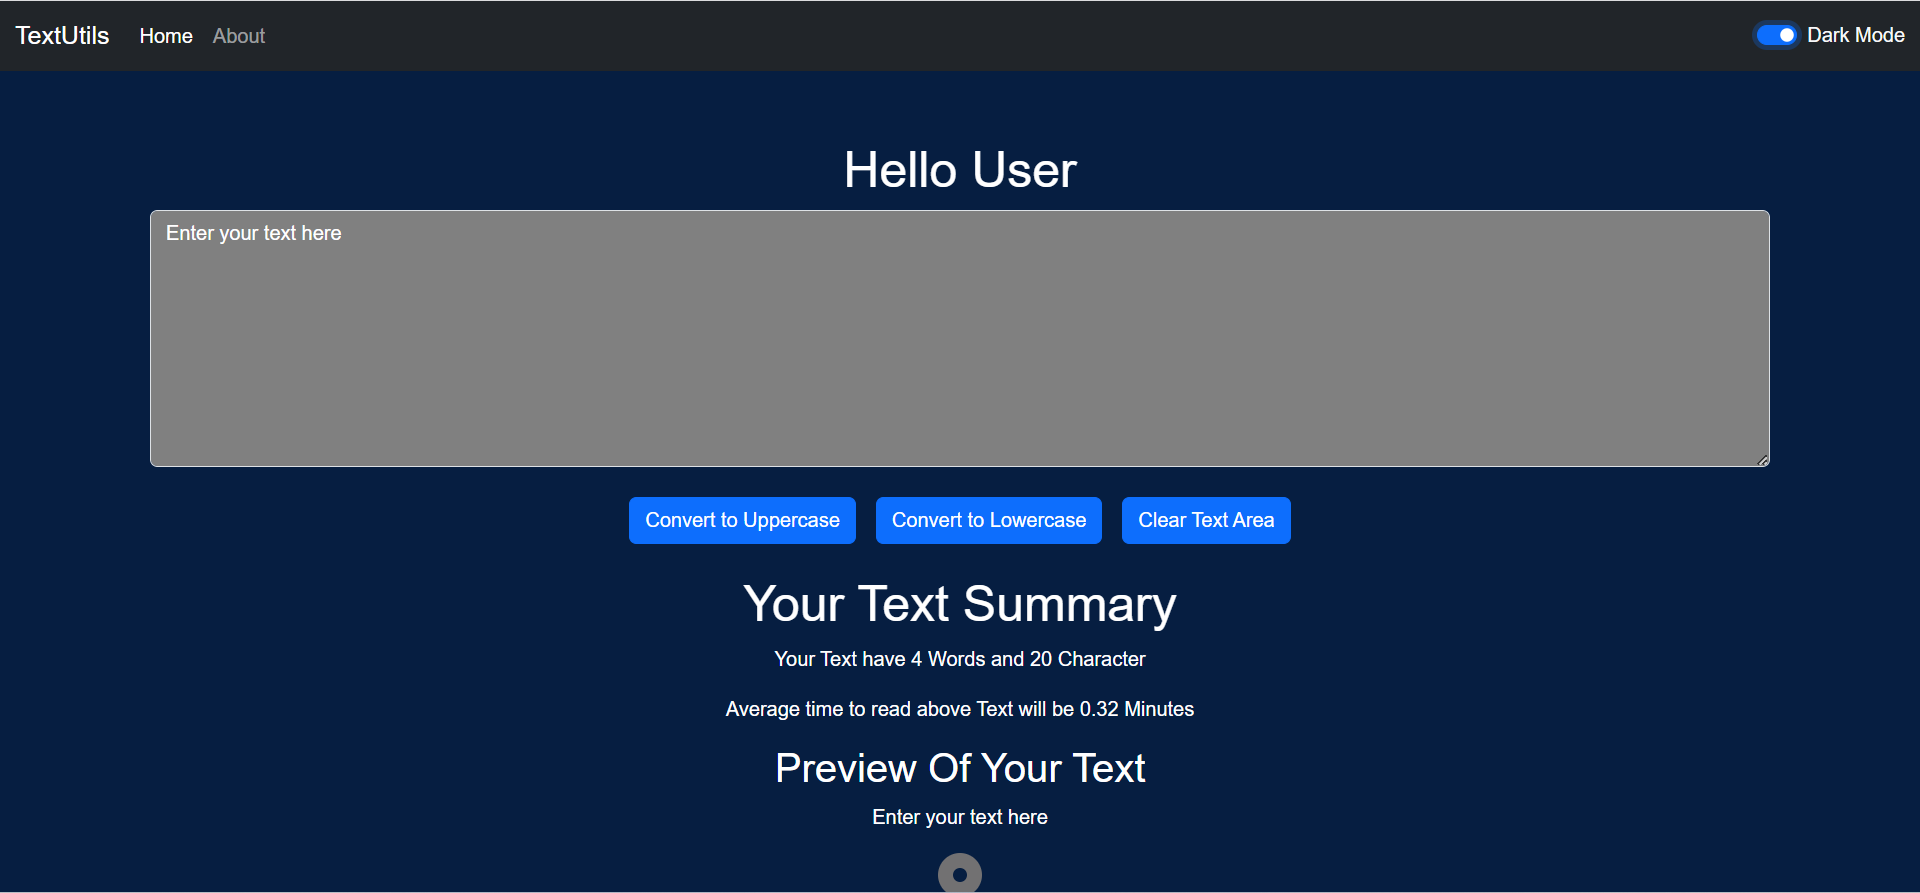 TextUtils Home About Dark Mode
Hello User
Enter your text here
Convert to Uppercase Convert to Lowercase Clear Text Area
Your Text Summary
Your Text have 4 Words and 20 Character
Average time to read above Text will be 0.32 Minutes
Preview Of Your Text
Enter your text here